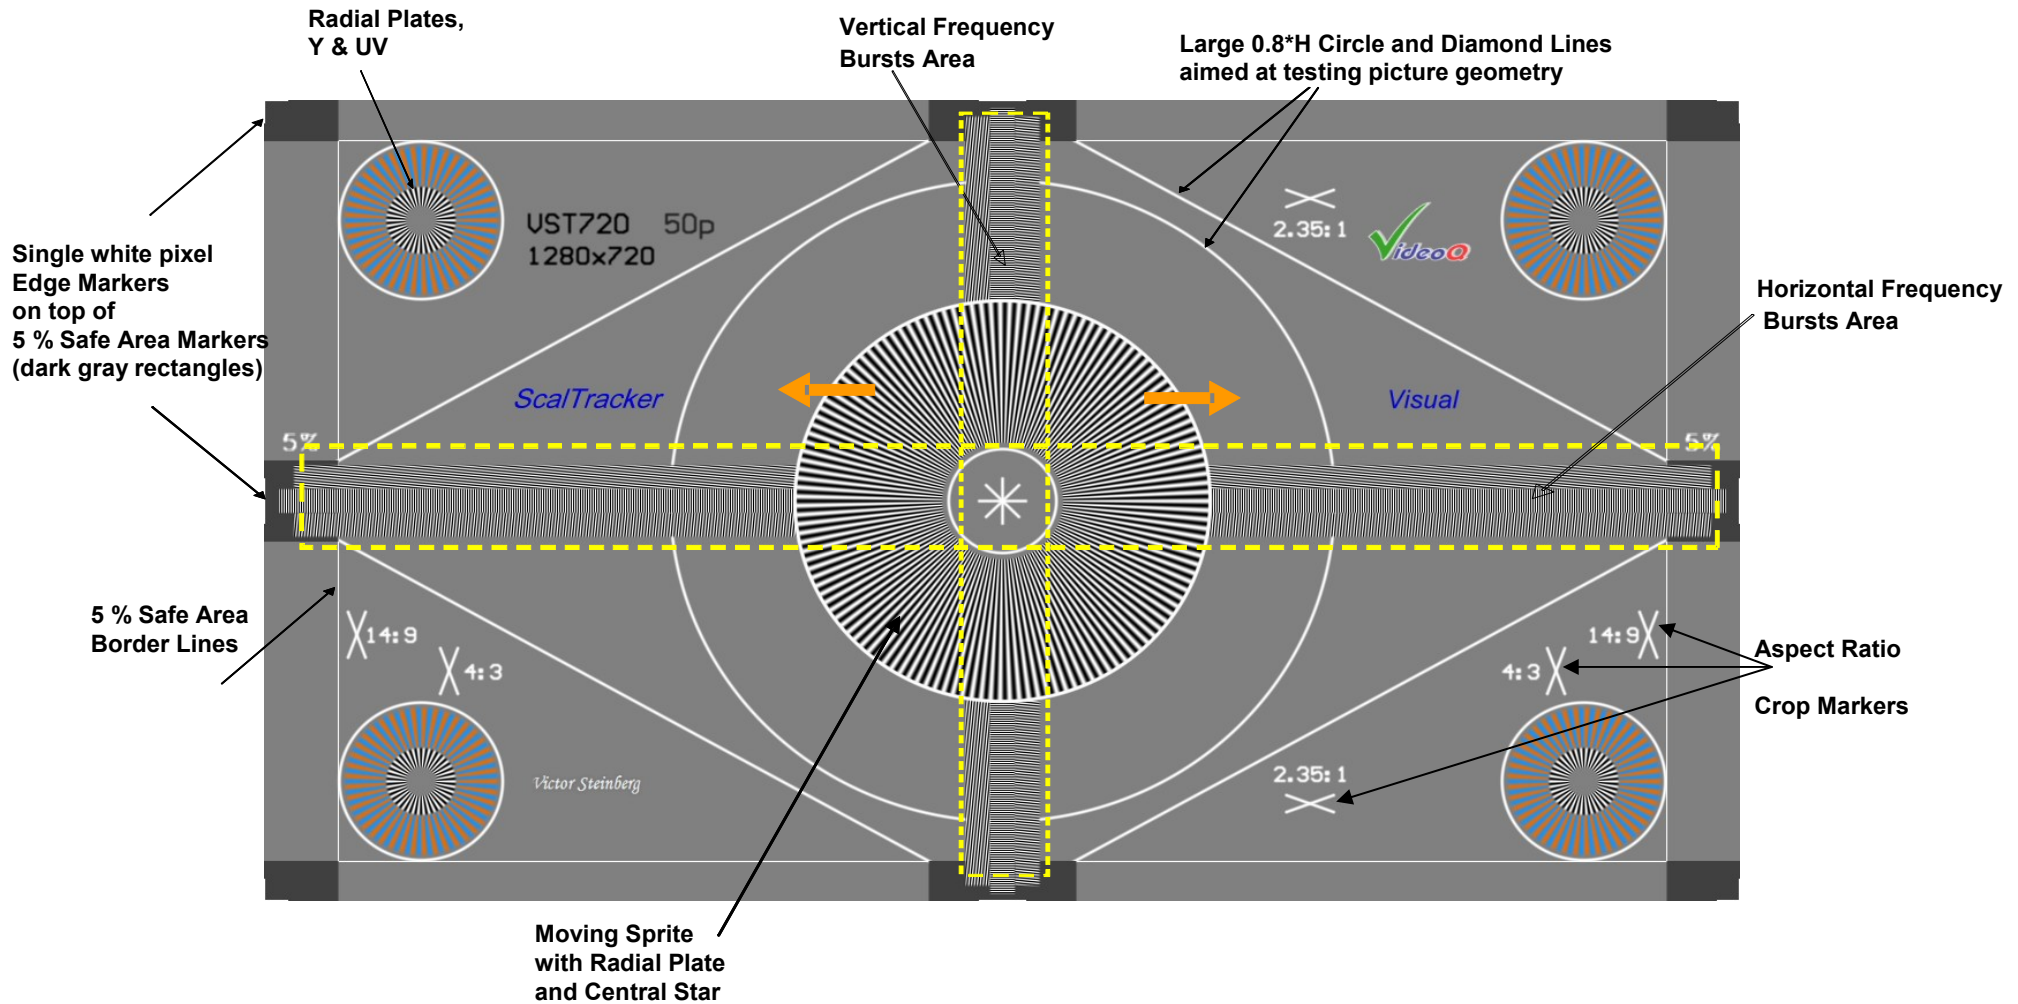 Radial Plates,
Y & UV
Vertical Frequency
Bursts Area
Large 0.8*H Circle and Diamond Lines
aimed at testing picture geometry
Single white pixel
Edge Markers
on top of
5 % Safe Area Markers
(dark gray rectangles)
VST720 50p
1280x720
2.35:1
VideoQ
Horizontal Frequency
Bursts Area
ScalTracker
Visual
5%
5%
5 % Safe Area
Border Lines
14:9
4:3
14:9
4:3
Aspect Ratio
Crop Markers
Victor Steinberg
2.35:1
Moving Sprite
with Radial Plate
and Central Star